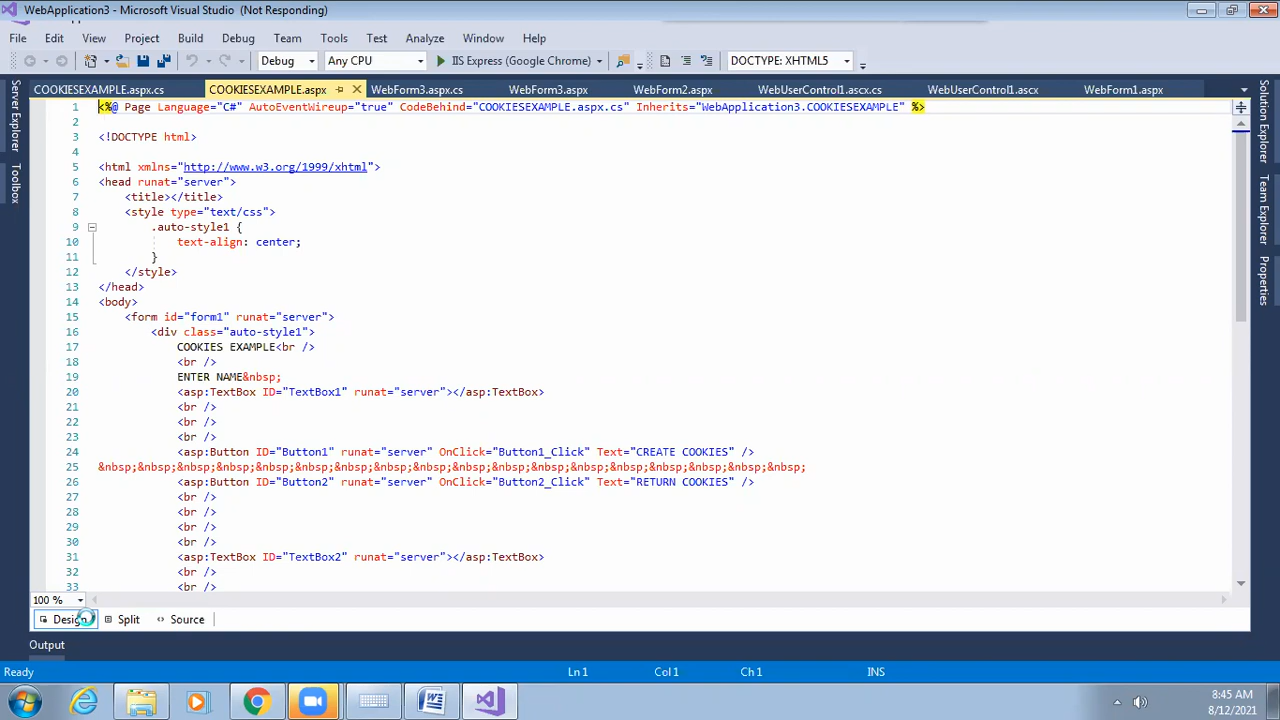 WebApplication3 - Microsoft Visual Studio (Not Responding)
File Edit View Project Build Debug Team Tools Test Analyze Window Help
Debug Any CPU IIS Express (Google Chrome) DOCTYPE: XHTML5
COOKIESEXAMPLE.aspx.cs COOKIESEXAMPLE.aspx WebForm3.aspx.cs WebForm3.aspx WebForm2.aspx WebUserControl1.ascx.cs WebUserControl1.ascx WebForm1.aspx
Server Explorer
Toolbox
Solution Explorer
Team Explorer
Properties
1 <%@ Page Language="C#" AutoEventWireup="true" CodeBehind="COOKIESEXAMPLE.aspx.cs" Inherits="WebApplication3.COOKIESEXAMPLE" %>
2
3 <!DOCTYPE html>
4
5 <html xmlns="http://www.w3.org/1999/xhtml">
6 <head runat="server">
7 <title></title>
8 <style type="text/css">
9 .auto-style1 {
10 text-align: center;
11 }
12 </style>
13 </head>
14 <body>
15 <form id="form1" runat="server">
16 <div class="auto-style1">
17 COOKIES EXAMPLE<br />
18 <br />
19 ENTER NAME&nbsp;
20 <asp:TextBox ID="TextBox1" runat="server"></asp:TextBox>
21 <br />
22 <br />
23 <br />
24 <asp:Button ID="Button1" runat="server" OnClick="Button1_Click" Text="CREATE COOKIES" />
25 &nbsp;&nbsp;&nbsp;&nbsp;&nbsp;&nbsp;&nbsp;&nbsp;&nbsp;&nbsp;&nbsp;&nbsp;&nbsp;&nbsp;&nbsp;&nbsp;&nbsp;&nbsp;
26 <asp:Button ID="Button2" runat="server" OnClick="Button2_Click" Text="RETURN COOKIES" />
27 <br />
28 <br />
29 <br />
30 <br />
31 <asp:TextBox ID="TextBox2" runat="server"></asp:TextBox>
32 <br />
33 <br />
100 %
Design Split Source
Output
Ready Ln 1 Col 1 Ch 1 INS
8:45 AM
8/12/2021